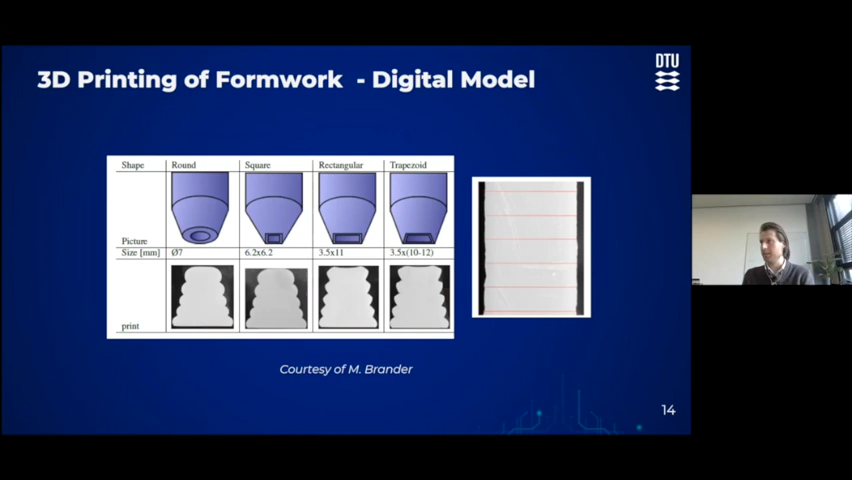 DTU
3D Printing of Formwork - Digital Model
Shape Round Square Rectangular Trapezoid
Picture
Size [mm] Ø7 6.2x6.2 3.5x11 3.5x(10-12)
print
Courtesy of M. Brander
14